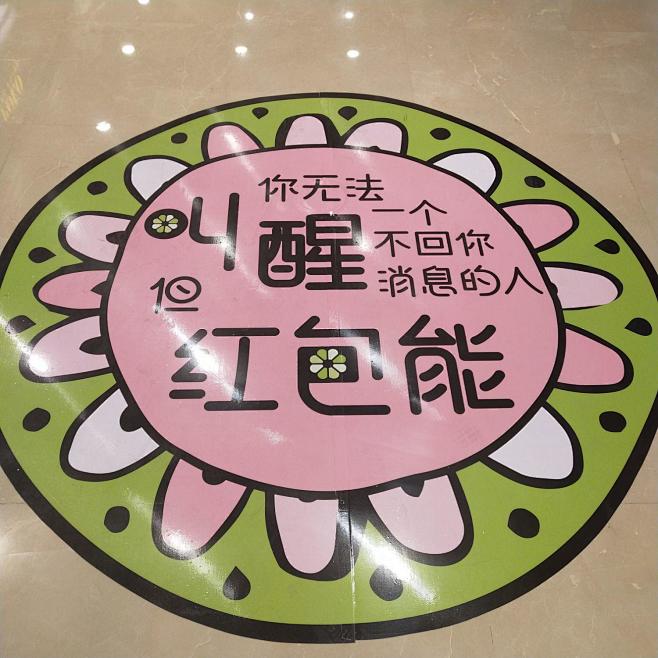 你无法
叫醒一个
不回你
消息的人
但
红包能